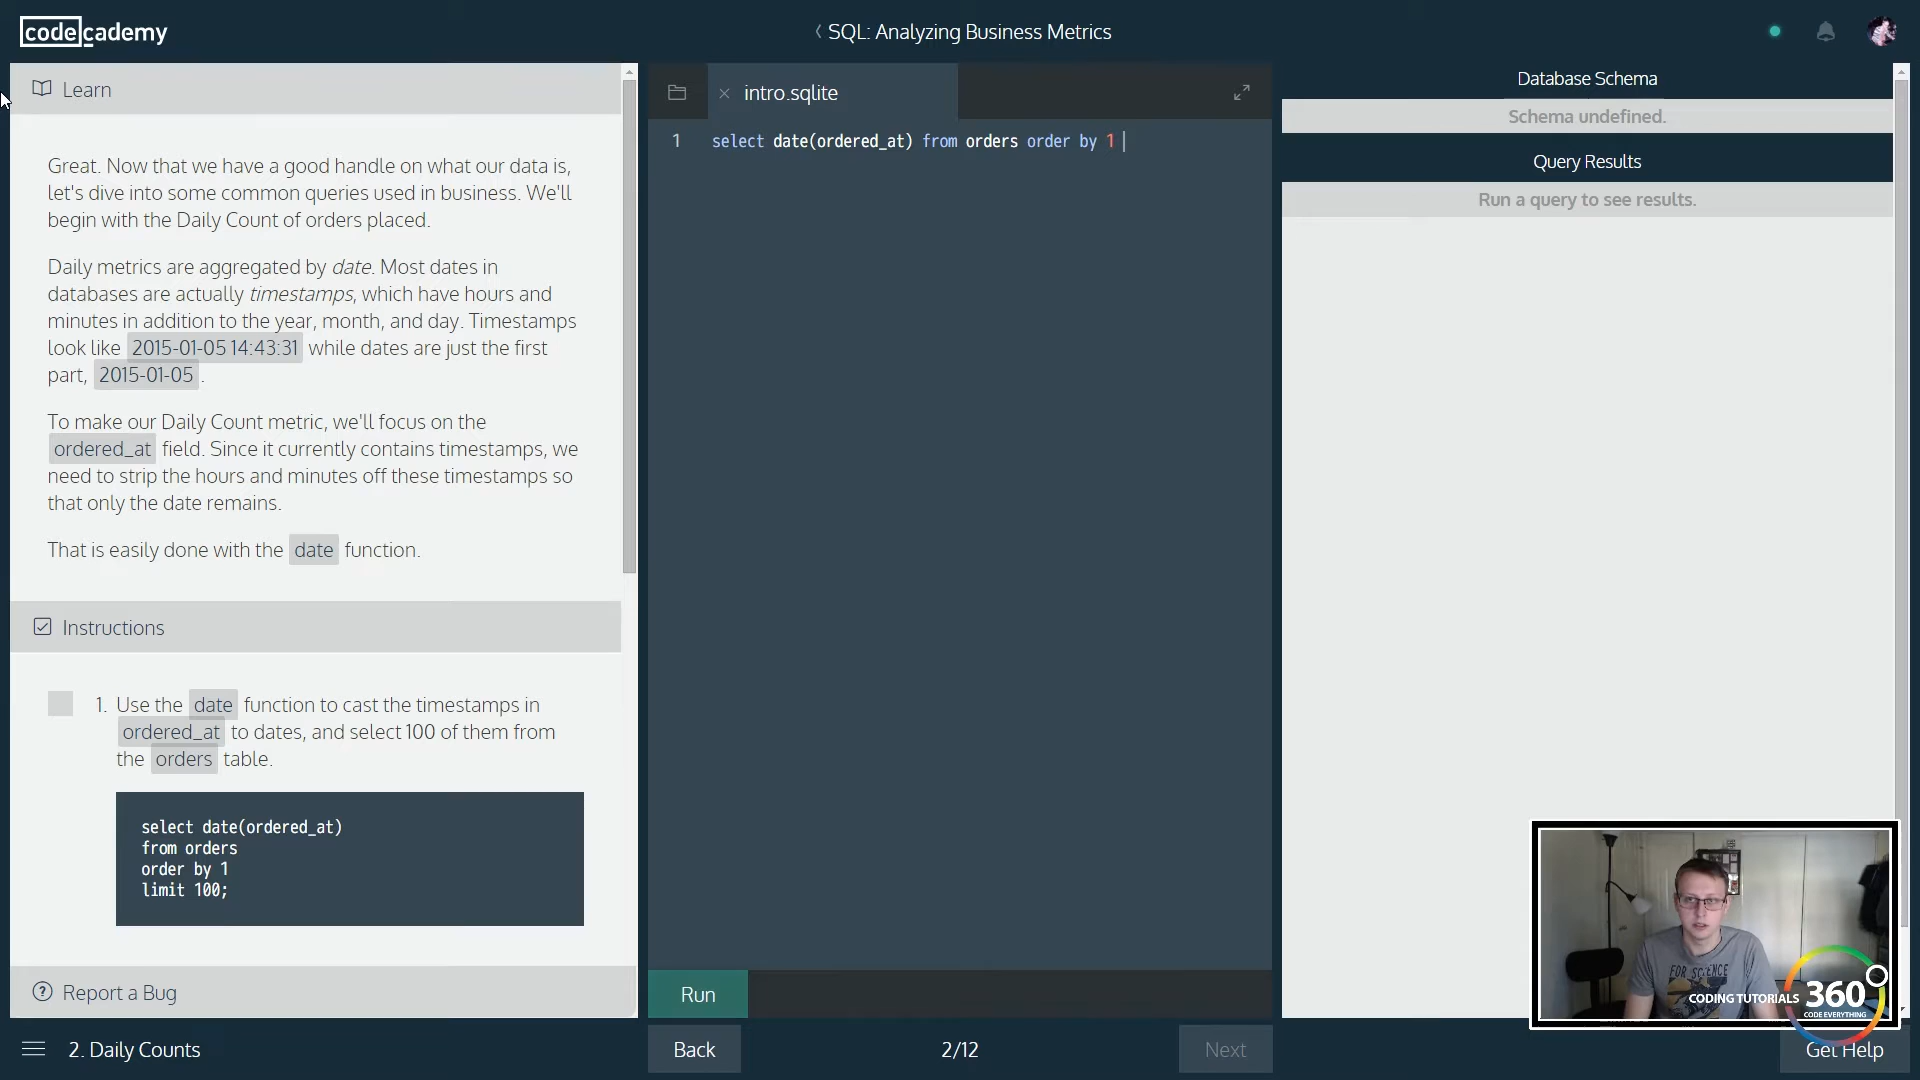 codecademy
SQL: Analyzing Business Metrics
Learn
Great. Now that we have a good handle on what our data is,
let's dive into some common queries used in business. We'll
begin with the Daily Count of orders placed.
Daily metrics are aggregated by date. Most dates in
databases are actually timestamps, which have hours and
minutes in addition to the year, month, and day. Timestamps
look like 2015-01-05 14:43:31 while dates are just the first
part, 2015-01-05.
To make our Daily Count metric, we'll focus on the
ordered_at field. Since it currently contains timestamps, we
need to strip the hours and minutes off these timestamps so
that only the date remains.
That is easily done with the date function.
Instructions
1. Use the date function to cast the timestamps in
ordered_at to dates, and select 100 of them from
the orders table.
select date(ordered_at)
from orders
order by 1
limit 100;
Report a Bug
2. Daily Counts
intro.sqlite
1 select date(ordered_at) from orders order by 1
Run
Back
2/12
Next
Database Schema
Schema undefined.
Query Results
Run a query to see results.
FOR SCIENCE
CODING TUTORIALS 360
CODE EVERYTHING
Get Help